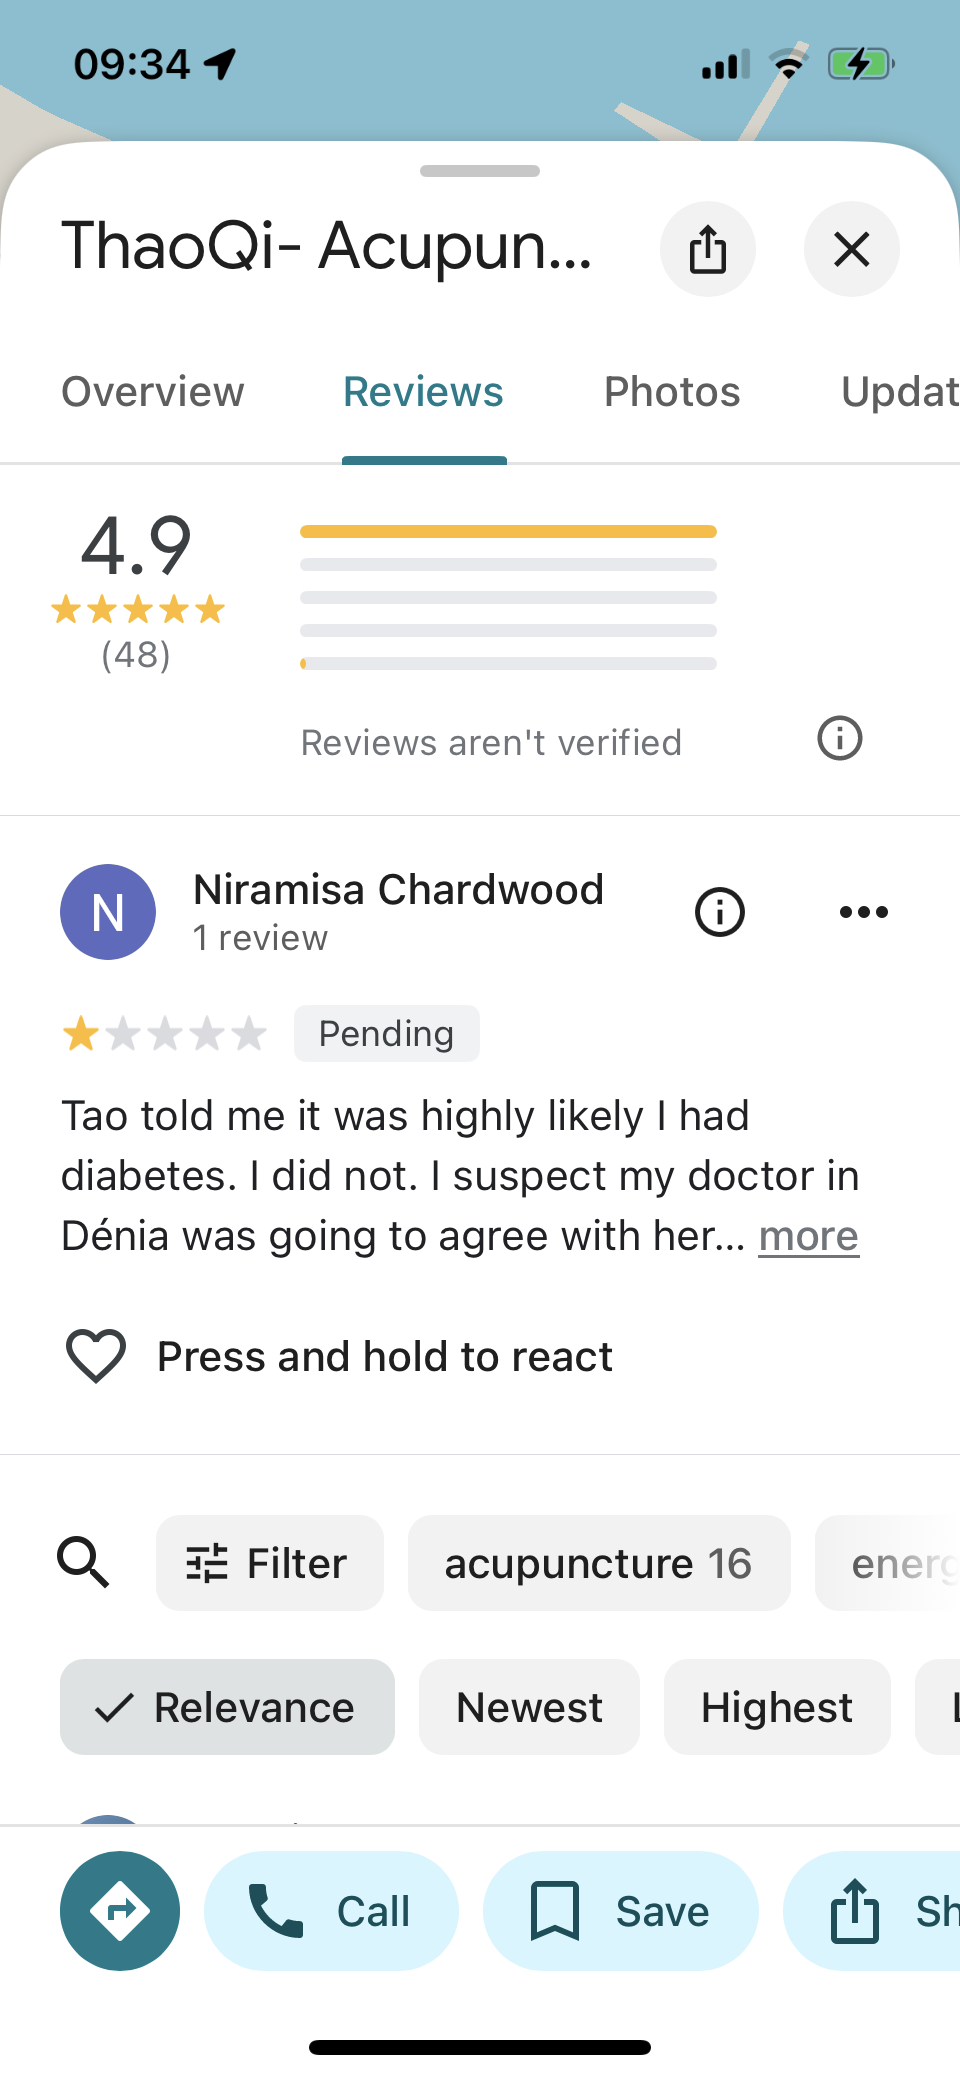 09:34
ThaoQi- Acupun...
Overview Reviews Photos Updat
4.9
(48)
Reviews aren't verified
N
Niramisa Chardwood
1 review
Pending
Tao told me it was highly likely I had
diabetes. I did not. I suspect my doctor in
Dénia was going to agree with her... more
Press and hold to react
Filter acupuncture 16 energ
Relevance Newest Highest L
Call Save Sh